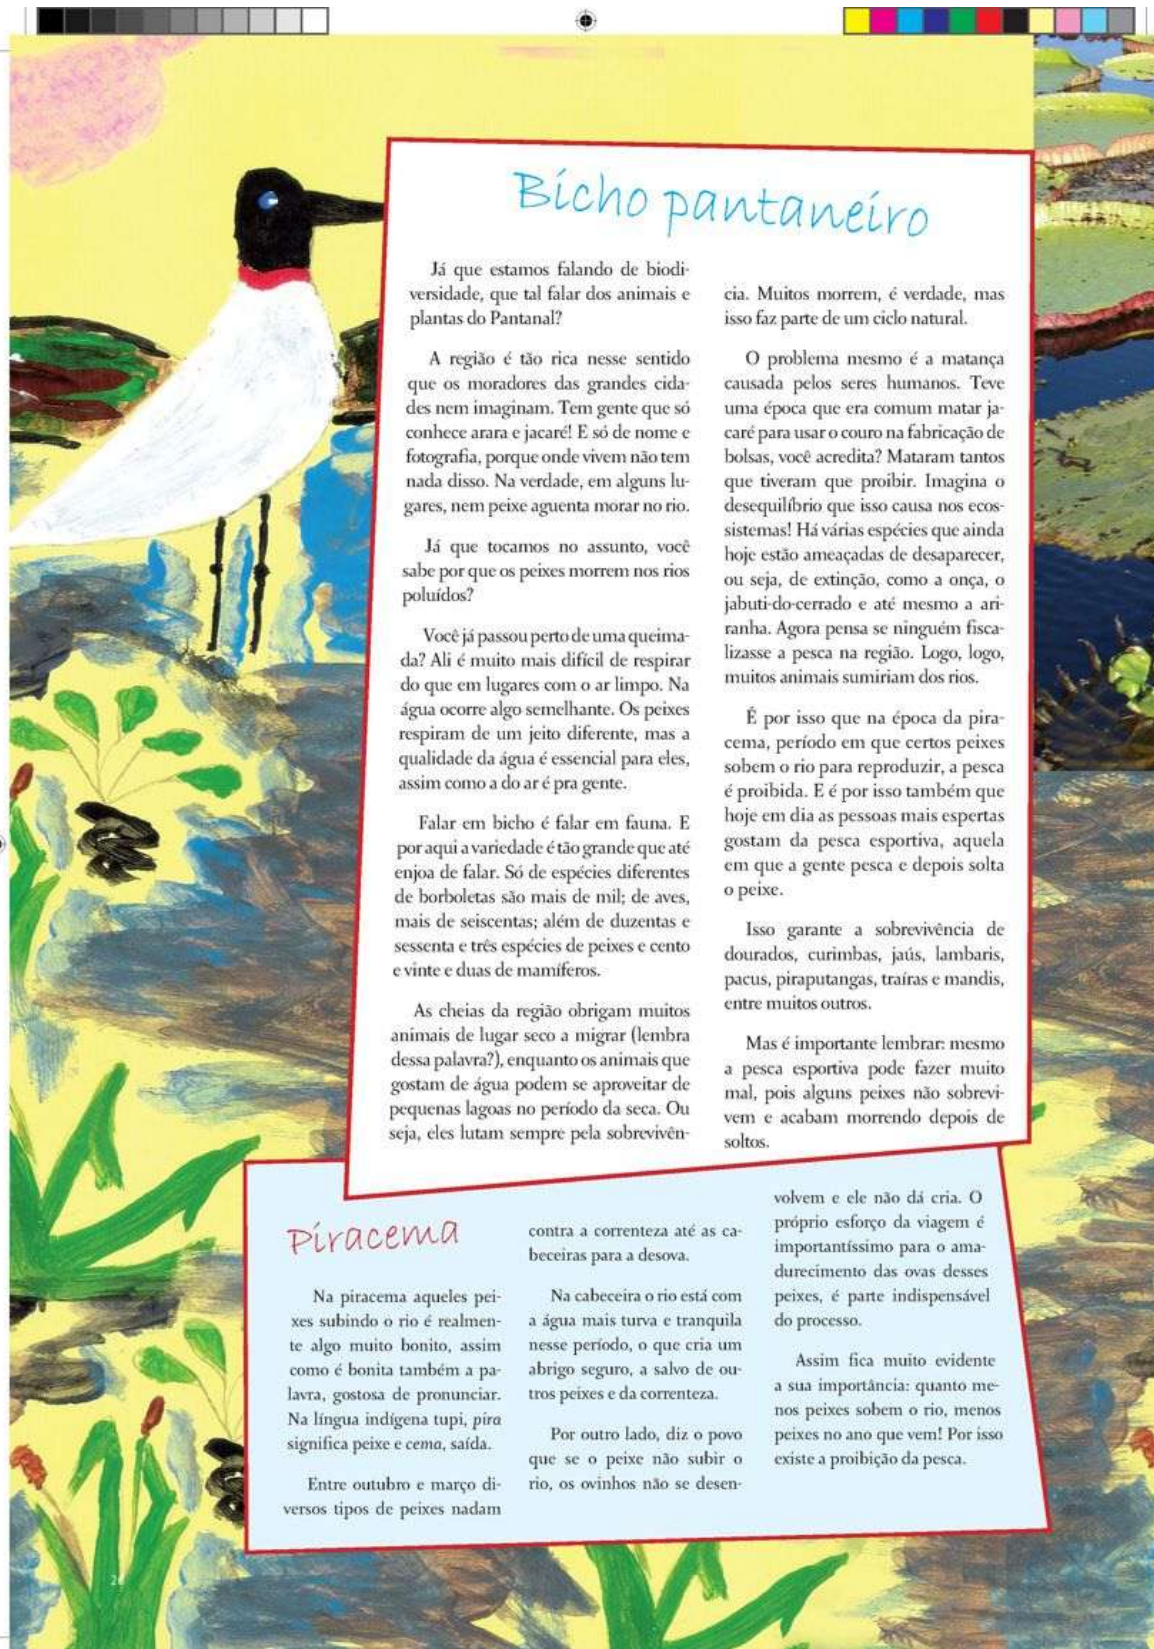 Bicho pantaneiro
Já que estamos falando de biodi-
versidade, que tal falar dos animais e
plantas do Pantanal?
A região é tão rica nesse sentido
que os moradores das grandes cida-
des nem imaginam. Tem gente que só
conhece arara e jacaré! E só de nome e
fotografia, porque onde vivem não tem
nada disso. Na verdade, em alguns lu-
gares, nem peixe aguenta morar no rio.
Já que tocamos no assunto, você
sabe por que os peixes morrem nos rios
poluídos?
Você já passou perto de uma queima-
da? Ali é muito mais difícil de respirar
do que em lugares com o ar limpo. Na
água ocorre algo semelhante. Os peixes
respiram de um jeito diferente, mas a
qualidade da água é essencial para eles,
assim como a do ar é pra gente.
Falar em bicho é falar em fauna. E
por aqui a variedade é tão grande que até
enjoa de falar. Só de espécies diferentes
de borboletas são mais de mil; de aves,
mais de seiscentas; além de duzentas e
sessenta e três espécies de peixes e cento
e vinte e duas de mamíferos.
As cheias da região obrigam muitos
animais de lugar seco a migrar (lembra
dessa palavra?), enquanto os animais que
gostam de água podem se aproveitar de
pequenas lagoas no período da seca. Ou
seja, eles lutam sempre pela sobrevivên-
cia. Muitos morrem, é verdade, mas
isso faz parte de um ciclo natural.
O problema mesmo é a matança
causada pelos seres humanos. Teve
uma época que era comum matar ja-
caré para usar o couro na fabricação de
bolsas, você acredita? Mataram tantos
que tiveram que proibir. Imagina o
desequilíbrio que isso causa nos ecos-
sistemas! Há várias espécies que ainda
hoje estão ameaçadas de desaparecer,
ou seja, de extinção, como a onça, o
jabuti-do-cerrado e até mesmo a ari-
ranha. Agora pensa se ninguém fisca-
lizasse a pesca na região. Logo, logo,
muitos animais sumiriam dos rios.
É por isso que na época da pira-
cema, período em que certos peixes
sobem o rio para reproduzir, a pesca
é proibida. E é por isso também que
hoje em dia as pessoas mais espertas
gostam da pesca esportiva, aquela
em que a gente pesca e depois solta
o peixe.
Isso garante a sobrevivência de
dourados, curimbas, jaús, lambaris,
pacus, piraputangas, traíras e mandis,
entre muitos outros.
Mas é importante lembrar: mesmo
a pesca esportiva pode fazer muito
mal, pois alguns peixes não sobrevi-
vem e acabam morrendo depois de
soltos.
Piracema
Na piracema aqueles pei-
xes subindo o rio é realmen-
te algo muito bonito, assim
como é bonita também a pa-
lavra, gostosa de pronunciar.
Na língua indígena tupi, pira
significa peixe e cema, saída.
Entre outubro e março di-
versos tipos de peixes nadam
contra a correnteza até as ca-
beceiras para a desova.
Na cabeceira o rio está com
a água mais turva e tranquila
nesse período, o que cria um
abrigo seguro, a salvo de ou-
tros peixes e da correnteza.
Por outro lado, diz o povo
que se o peixe não subir o
rio, os ovinhos não se desen-
volvem e ele não dá cria. O
próprio esforço da viagem é
importantíssimo para o ama-
durecimento das ovas desses
peixes, é parte indispensável
do processo.
Assim fica muito evidente
a sua importância: quanto me-
nos peixes sobem o rio, menos
peixes no ano que vem! Por isso
existe a proibição da pesca.